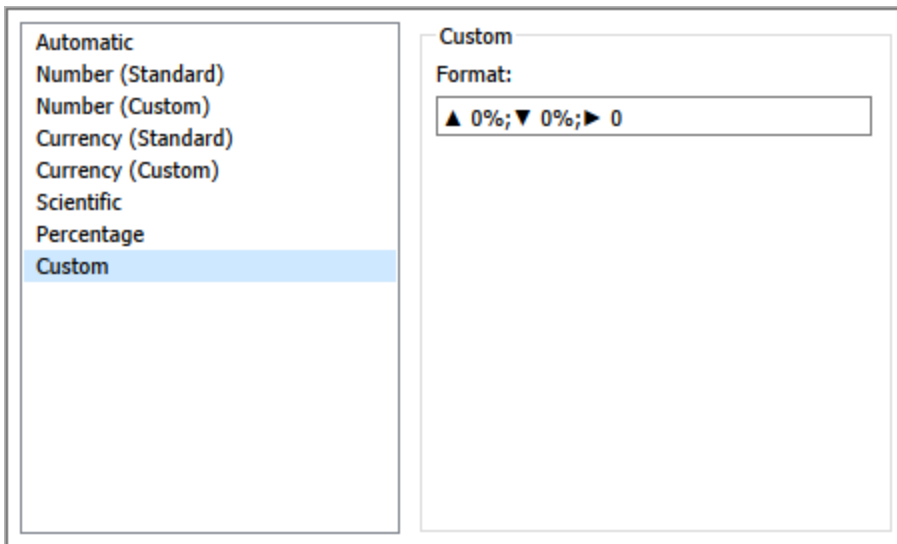 Automatic
Number (Standard)
Number (Custom)
Currency (Standard)
Currency (Custom)
Scientific
Percentage
Custom
Custom
Format:
▲ 0%;▼ 0%;► 0